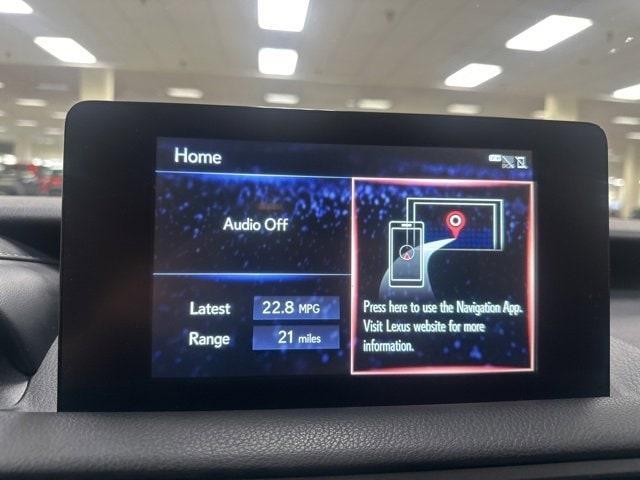 Home
Audio Off
Latest 22.8 MPG
Range 21 miles
Press here to use the Navigation App.
Visit Lexus website for more
information.